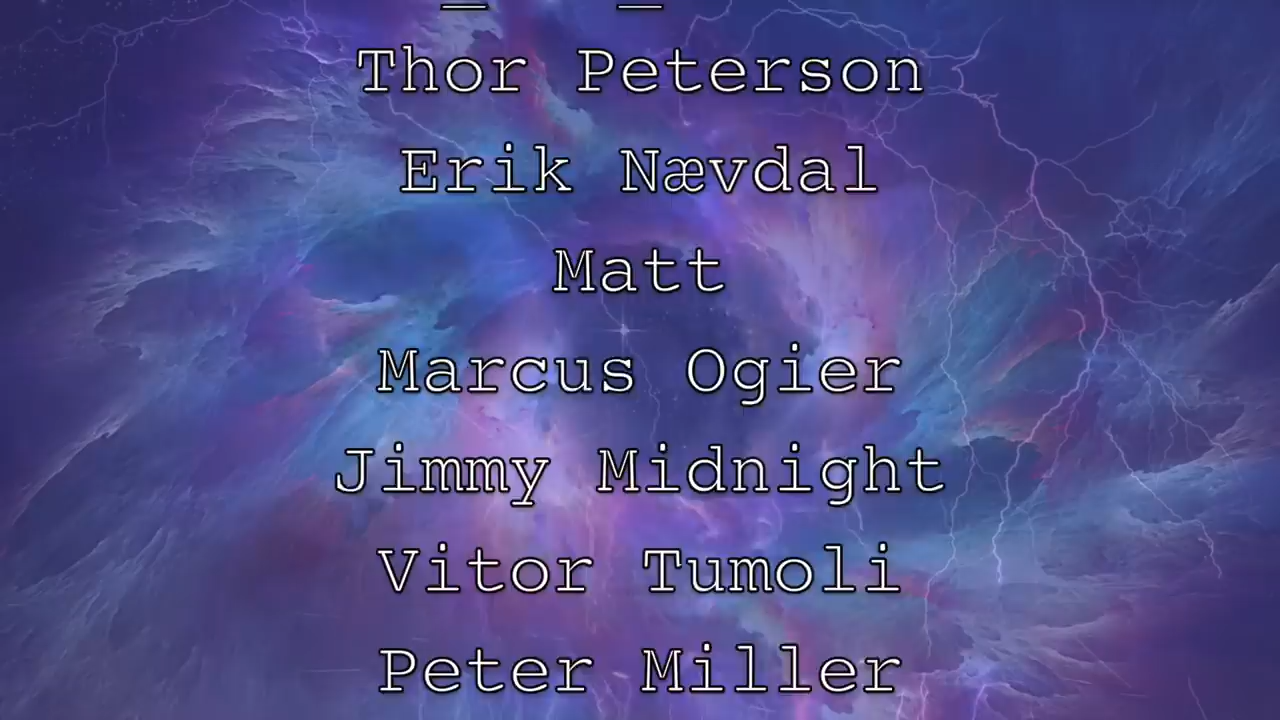 Thor Peterson
Erik Nævdal
Matt
Marcus Ogier
Jimmy Midnight
Vitor Tumoli
Peter Miller